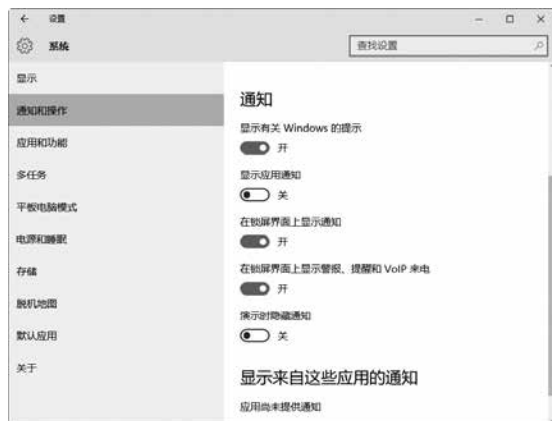 设置
系统
查找设置
显示
通知和操作
应用和功能
多任务
平板电脑模式
电源和睡眠
存储
脱机地图
默认应用
关于
通知
显示有关 Windows 的提示
开
显示应用通知
关
在锁屏界面上显示通知
开
在锁屏界面上显示警报、提醒和 VoIP 来电
开
演示时隐藏通知
关
显示来自这些应用的通知
应用尚未提供通知